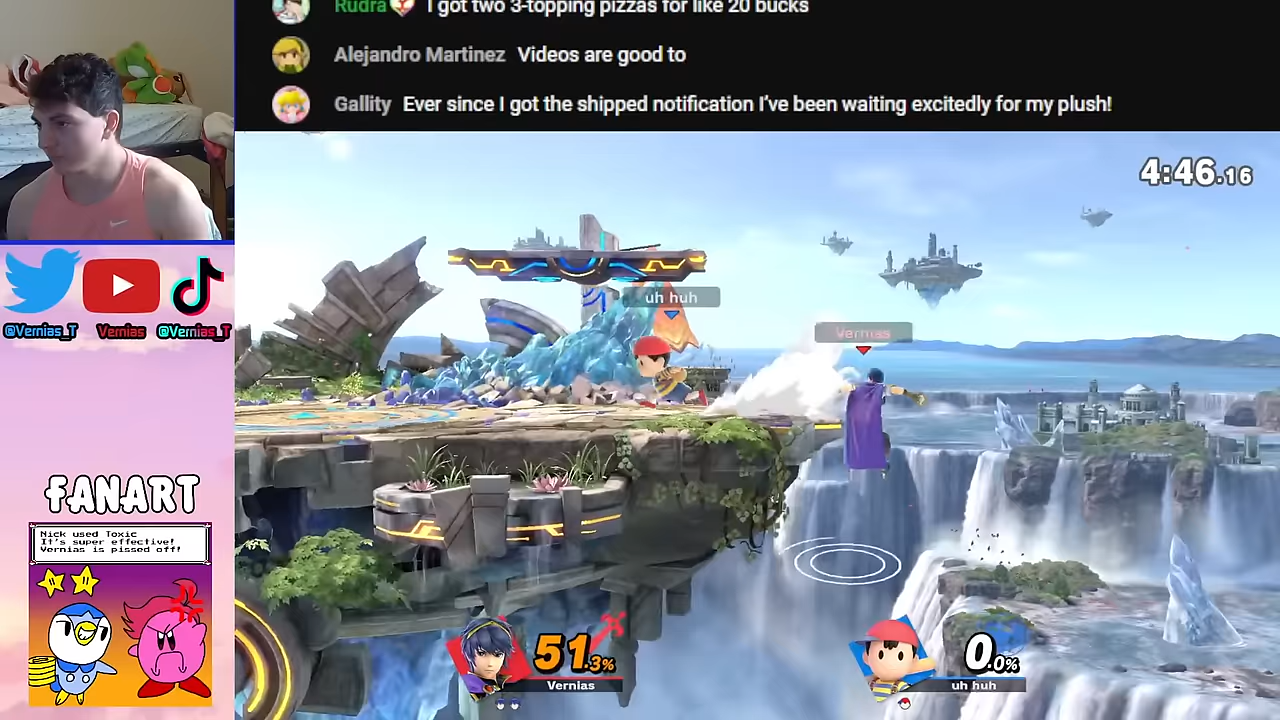 Rudra I got two 3-topping pizzas for like 20 bucks
Alejandro Martinez Videos are good to
Gallity Ever since I got the shipped notification I've been waiting excitedly for my plush!
4:46.16
uh huh
Vernias
@Vernias_T Vernias @Vernias_T
FANART
Nick used Toxic
It's super effective!
Vernias is pissed off!
51.3%
Vernias
0.0%
uh huh